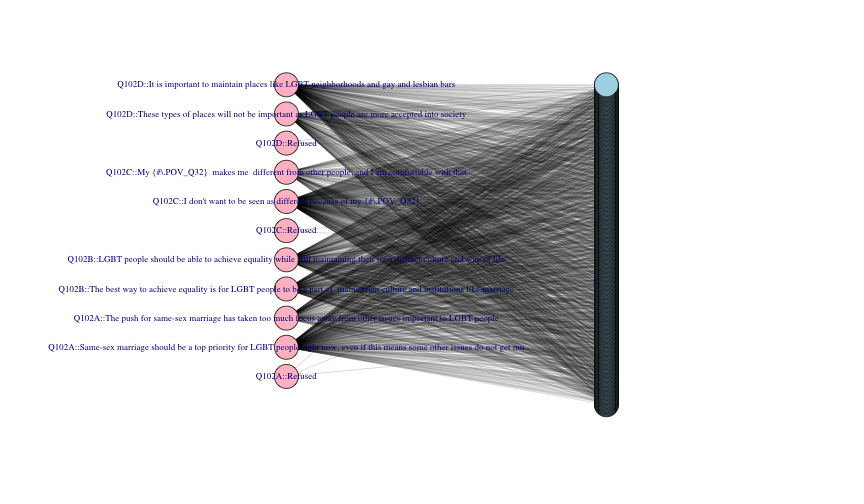 Q102D::It is important to maintain places like LGBT neighborhoods and gay and lesbian bars
Q102D::These types of places will not be important as LGBT people are more accepted into society
Q102D::Refused
Q102C::My {#\.POV_Q32} makes me different from other people, and I am comfortable with that
Q102C::I don't want to be seen as different because of my {#\.POV_Q32}
Q102C::Refused
Q102B::LGBT people should be able to achieve equality while still maintaining their own distinct culture and way of life
Q102B::The best way to achieve equality is for LGBT people to be a part of mainstream culture and institutions like marriage
Q102A::The push for same-sex marriage has taken too much focus away from other issues important to LGBT people
Q102A::Same-sex marriage should be a top priority for LGBT people right now, even if this means some other issues do not get mu
Q102A::Refused